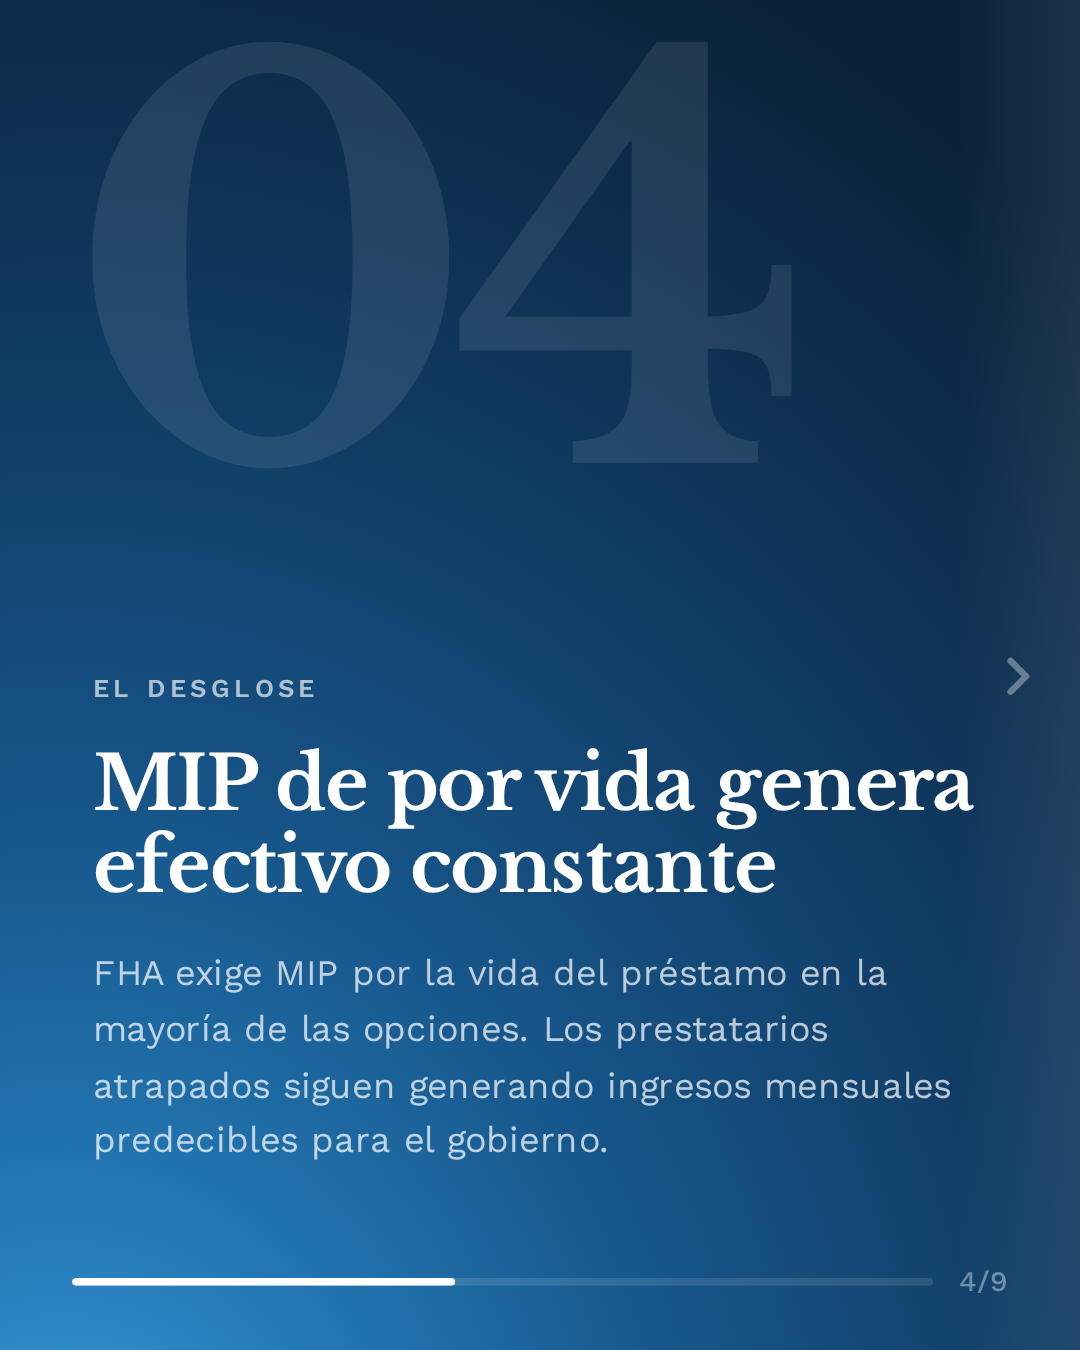 04
EL DESGLOSE
MIP de por vida genera
efectivo constante
FHA exige MIP por la vida del préstamo en la
mayoría de las opciones. Los prestatarios
atrapados siguen generando ingresos mensuales
predecibles para el gobierno.
4/9